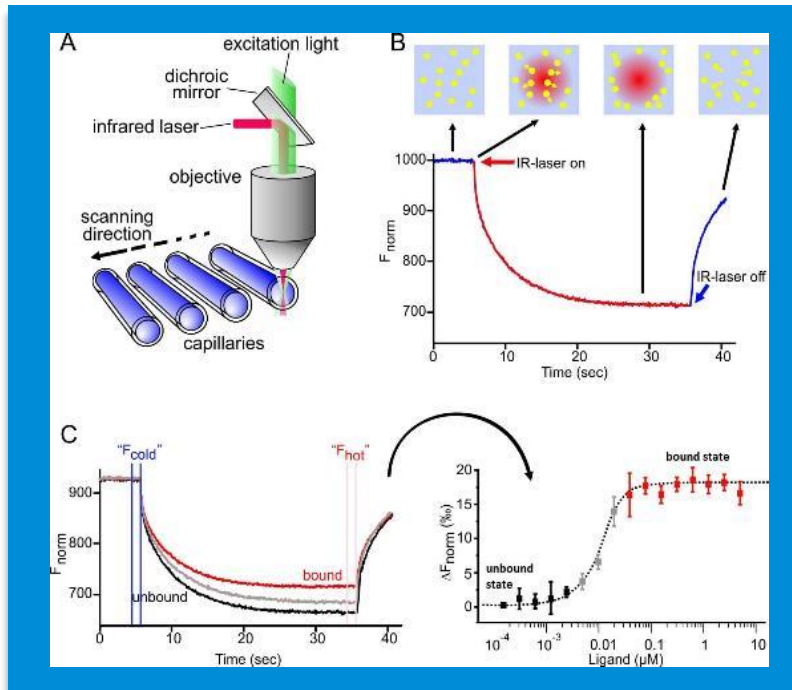 A
excitation light
dichroic
mirror
infrared laser
objective
scanning
direction
capillaries
B
1000
900
800
700
F norm
IR-laser on
IR-laser off
0
10
20
30
40
Time (sec)
C
"Fcold"
"Fhot"
900
800
700
Fnorm
bound
unbound
0
10
20
30
40
Time (sec)
bound state
20
15
10
5
0
ΔFnorm (‰)
unbound
state
10-4
10-3
0.01
0.1
1
10
Ligand (µM)